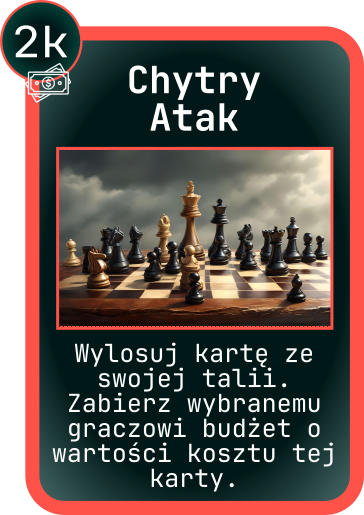 2k
$
Chytry
Atak
Wylosuj kartę ze
swojej talii.
Zabierz wybranemu
graczowi budżet o
wartości kosztu tej
karty.